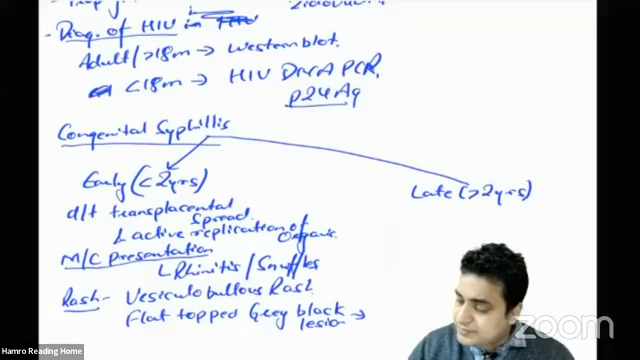 - Diag. of HIV in
Adult / >18m → Western blot.
<18m → HIV DNA PCR,
p24 Ag
Congenital Syphillis
Early (<2yrs)
Late (>2yrs)
d/t transplacental
spread.
active replication of
Organis.
M/C presentation
Rhinitis / Snuffles
Rash - Vesiculobullous Rash.
Flat topped Grey black →
lesion
zoom
Hamro Reading Home